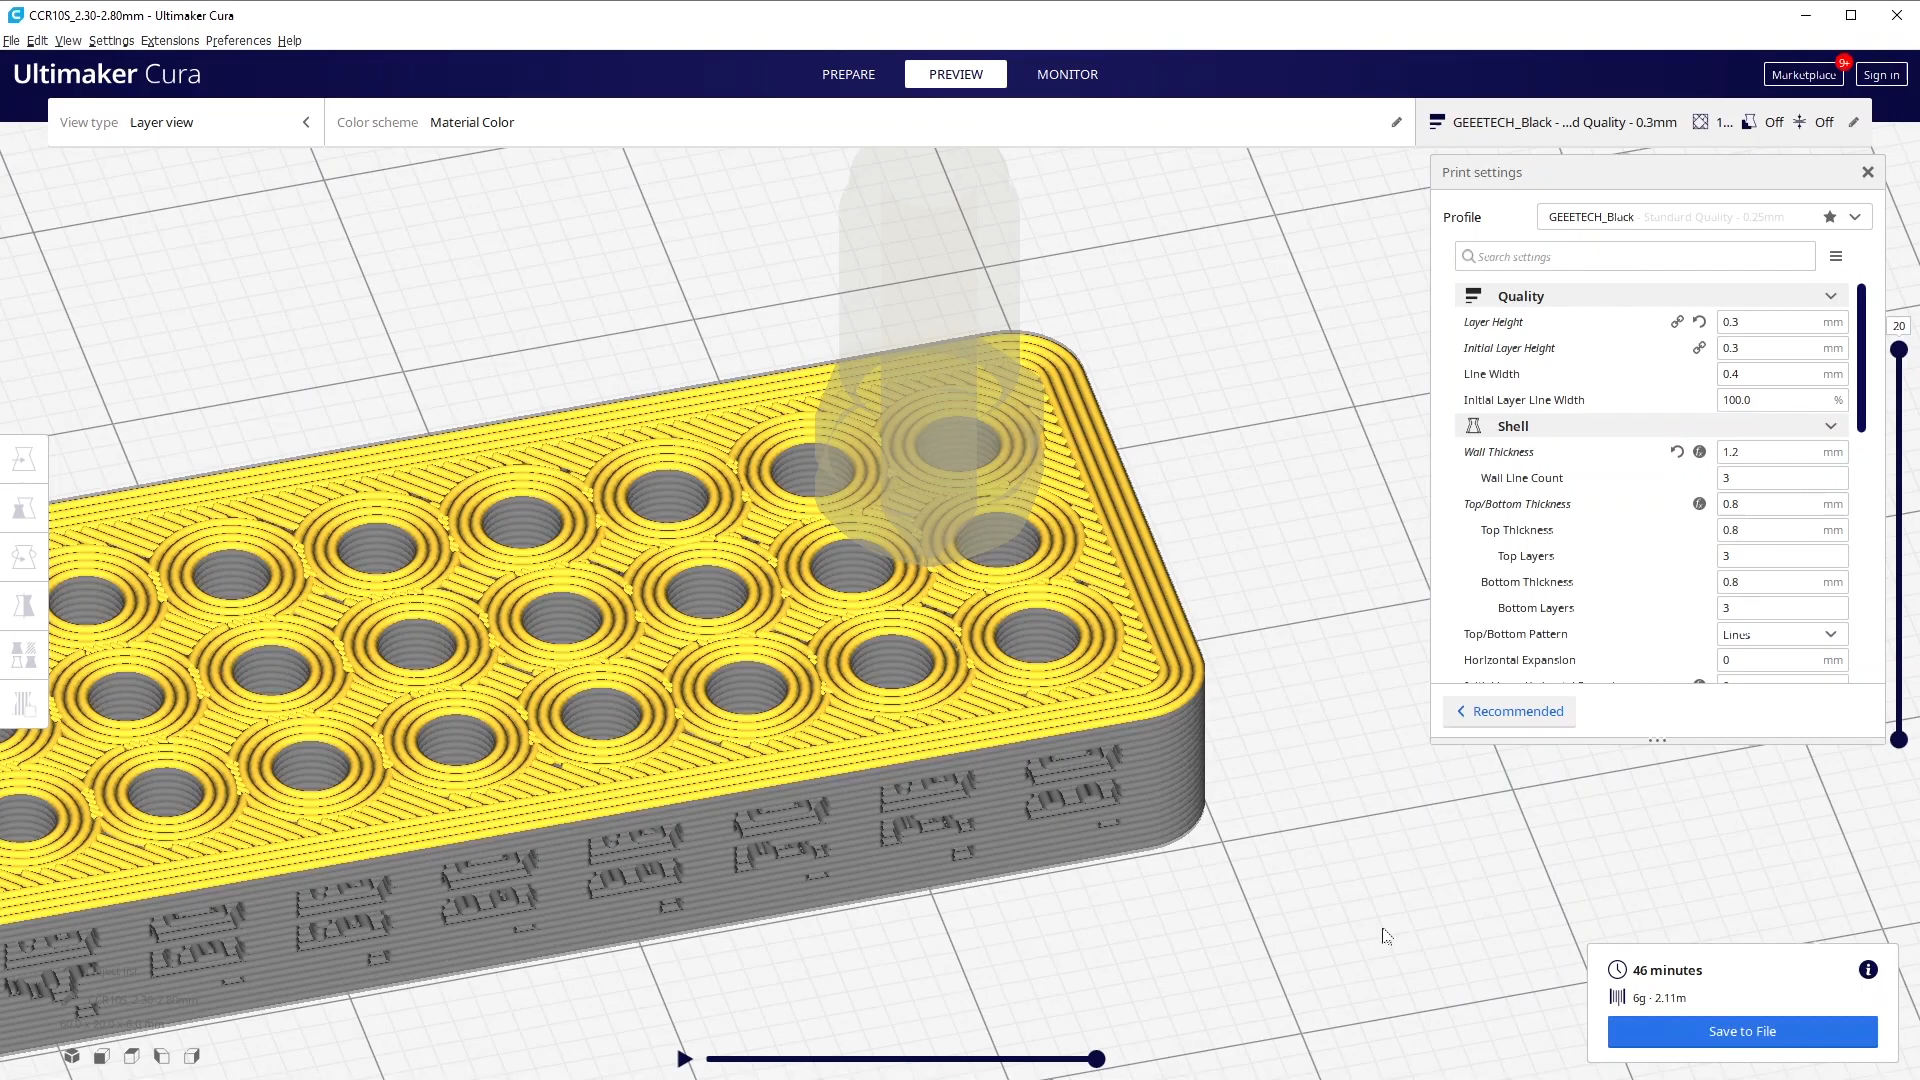 CCR10S_2.30-2.80mm - Ultimaker Cura
File Edit View Settings Extensions Preferences Help
Ultimaker Cura
PREPARE
PREVIEW
MONITOR
Marketplace
9+
Sign in
View type Layer view
Color scheme Material Color
GEEETECH_Black - ...d Quality - 0.3mm
1...
Off
Off
Print settings
Profile
GEEETECH_Black - Standard Quality - 0.25mm
Search settings
Quality
Layer Height 0.3 mm
Initial Layer Height 0.3 mm
Line Width 0.4 mm
Initial Layer Line Width 100.0 %
Shell
Wall Thickness 1.2 mm
Wall Line Count 3
Top/Bottom Thickness 0.8 mm
Top Thickness 0.8 mm
Top Layers 3
Bottom Thickness 0.8 mm
Bottom Layers 3
Top/Bottom Pattern Lines
Horizontal Expansion 0 mm
Recommended
20
46 minutes
6g · 2.11m
Save to File